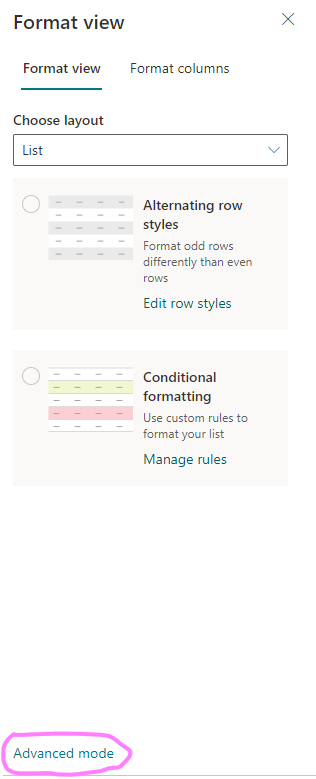 Format view
Format view
Format columns
Choose layout
List
Alternating row
styles
Format odd rows
differently than even
rows
Edit row styles
Conditional
formatting
Use custom rules to
format your list
Manage rules
Advanced mode